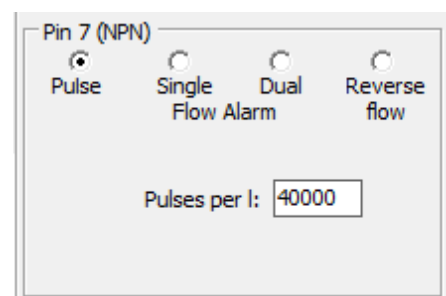 Pin 7 (NPN)
Pulse Single Dual Reverse
Flow Alarm flow
Pulses per l: 40000